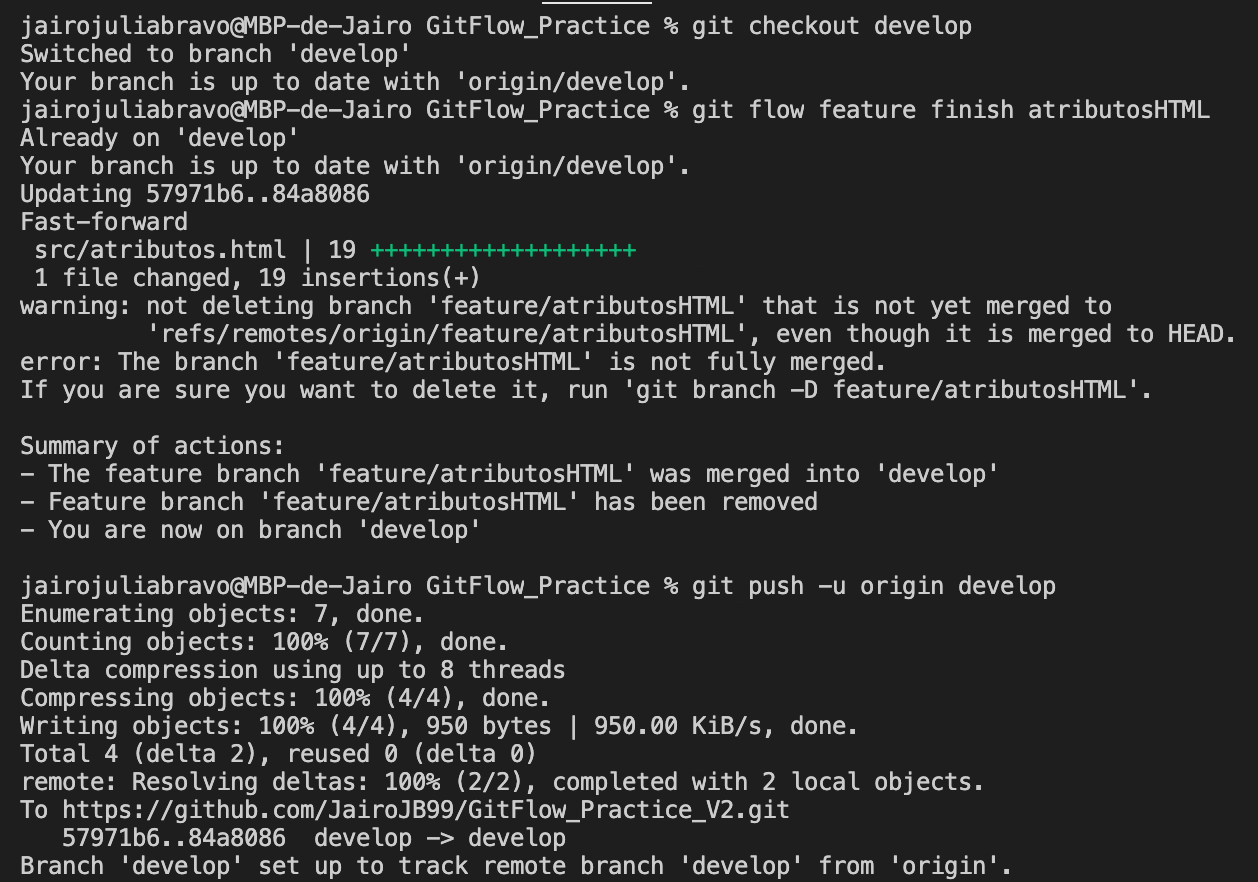 jairojuliabravo@MBP-de-Jairo GitFlow_Practice % git checkout develop
Switched to branch 'develop'
Your branch is up to date with 'origin/develop'.
jairojuliabravo@MBP-de-Jairo GitFlow_Practice % git flow feature finish atributosHTML
Already on 'develop'
Your branch is up to date with 'origin/develop'.
Updating 57971b6..84a8086
Fast-forward
 src/atributos.html | 19 +++++++++++++++++++
 1 file changed, 19 insertions(+)
warning: not deleting branch 'feature/atributosHTML' that is not yet merged to
         'refs/remotes/origin/feature/atributosHTML', even though it is merged to HEAD.
error: The branch 'feature/atributosHTML' is not fully merged.
If you are sure you want to delete it, run 'git branch -D feature/atributosHTML'.

Summary of actions:
- The feature branch 'feature/atributosHTML' was merged into 'develop'
- Feature branch 'feature/atributosHTML' has been removed
- You are now on branch 'develop'

jairojuliabravo@MBP-de-Jairo GitFlow_Practice % git push -u origin develop
Enumerating objects: 7, done.
Counting objects: 100% (7/7), done.
Delta compression using up to 8 threads
Compressing objects: 100% (4/4), done.
Writing objects: 100% (4/4), 950 bytes | 950.00 KiB/s, done.
Total 4 (delta 2), reused 0 (delta 0)
remote: Resolving deltas: 100% (2/2), completed with 2 local objects.
To https://github.com/JairoJB99/GitFlow_Practice_V2.git
   57971b6..84a8086  develop -> develop
Branch 'develop' set up to track remote branch 'develop' from 'origin'.